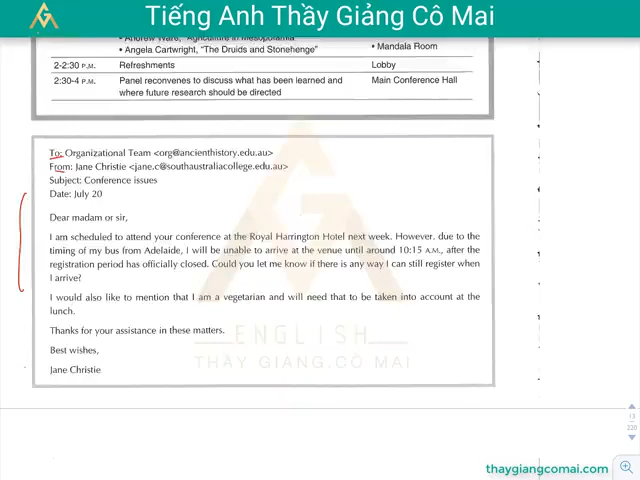 Tiếng Anh Thầy Giảng Cô Mai
Andrew Ware, "Agriculture in Mesopotamia"
• Angela Cartwright, "The Druids and Stonehenge"
• Mandala Room
2-2:30 P.M. Refreshments Lobby
2:30-4 P.M. Panel reconvenes to discuss what has been learned and Main Conference Hall
where future research should be directed
To: Organizational Team <org@ancienthistory.edu.au>
From: Jane Christie <jane.c@southaustraliacollege.edu.au>
Subject: Conference issues
Date: July 20
Dear madam or sir,
I am scheduled to attend your conference at the Royal Harrington Hotel next week. However, due to the
timing of my bus from Adelaide, I will be unable to arrive at the venue until around 10:15 A.M., after the
registration period has officially closed. Could you let me know if there is any way I can still register when
I arrive?
I would also like to mention that I am a vegetarian and will need that to be taken into account at the
lunch.
Thanks for your assistance in these matters.
ENGLISH
Best wishes,
THẦY GIẢNG.CÔ MAI
Jane Christie
13
220
thaygiangcomai.com